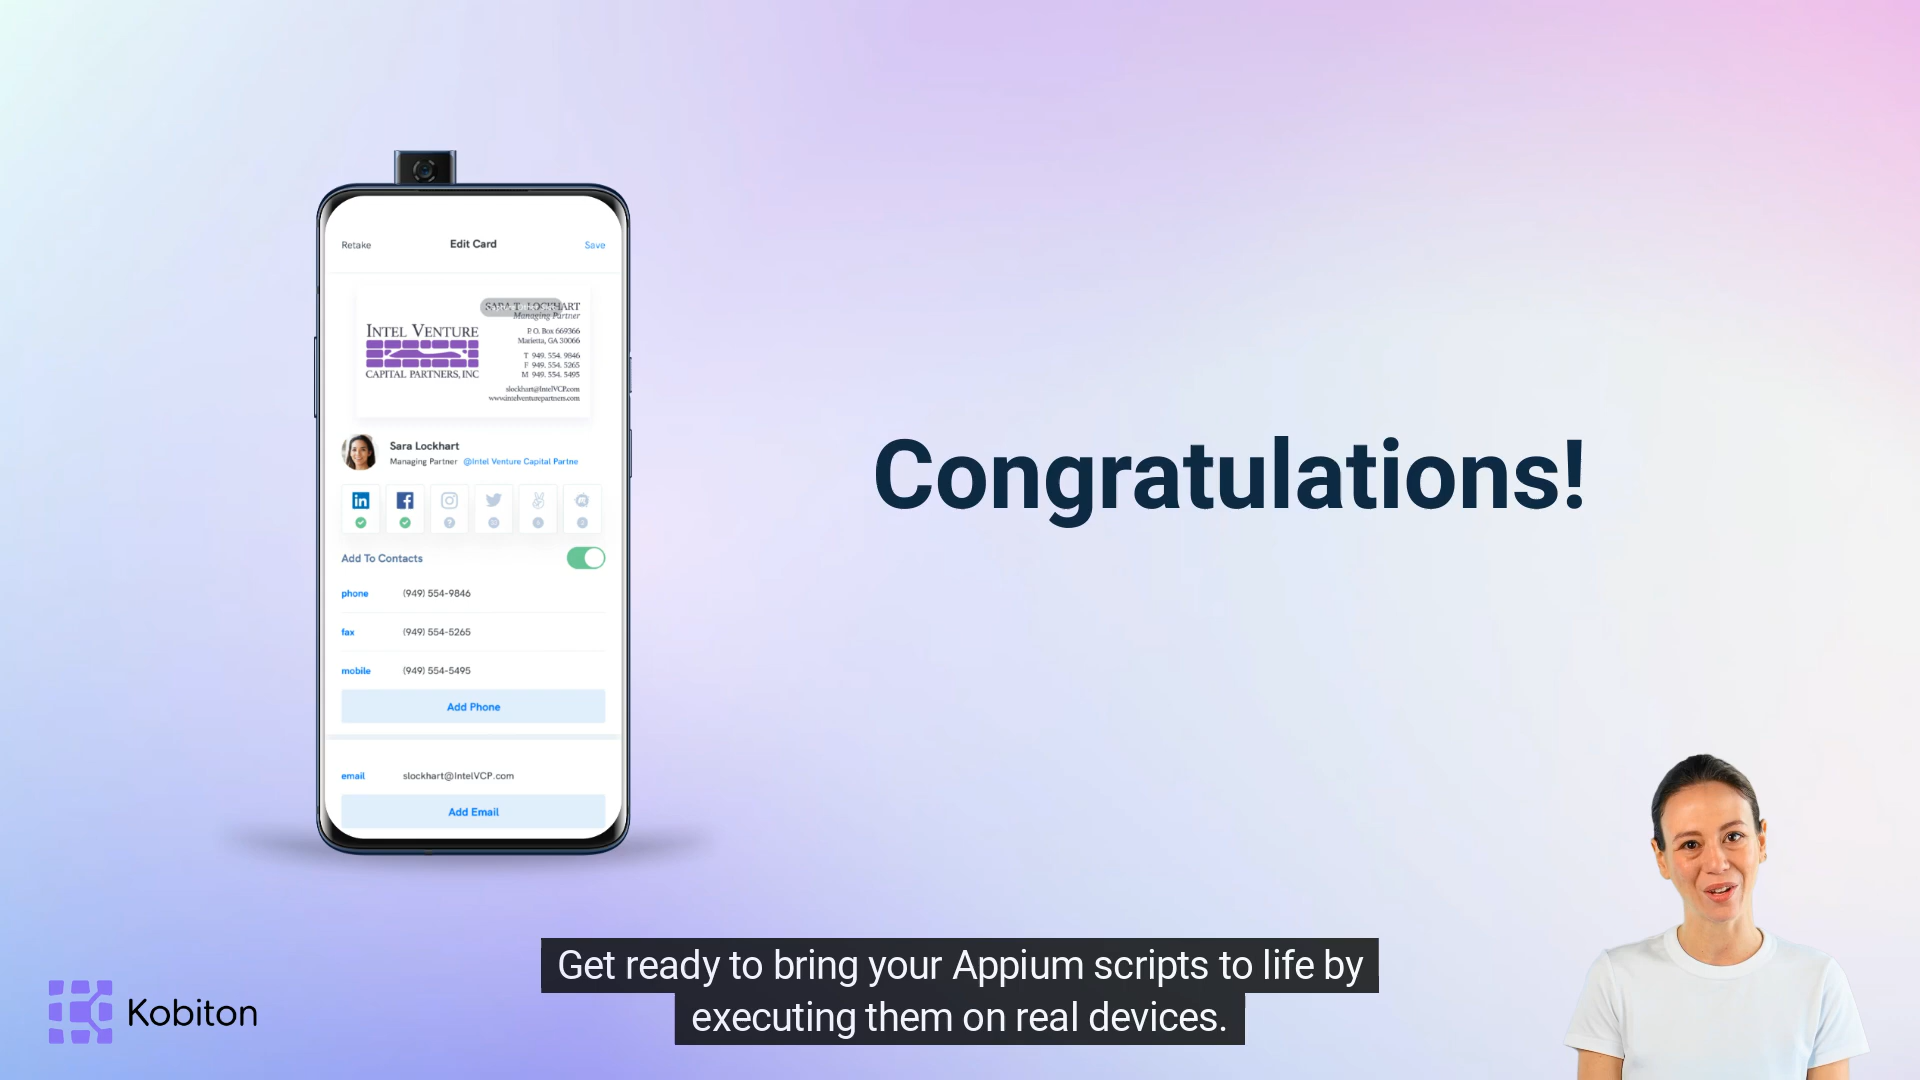 Retake
Edit Card
Save
SARA T. LOCKHART
Managing Partner
INTEL VENTURE
CAPITAL PARTNERS, INC
P.O. Box 669366
Marietta, GA 30066
T 949. 554. 9846
F 949. 554. 5265
M 949. 554. 5495
slockhart@IntelVCP.com
www.intelventurepartners.com
Sara Lockhart
Managing Partner @Intel Venture Capital Partne
Add To Contacts
phone (949) 554-9846
fax (949) 554-5265
mobile (949) 554-5495
Add Phone
email slockhart@IntelVCP.com
Add Email
Congratulations!
Get ready to bring your Appium scripts to life by
executing them on real devices.
Kobiton